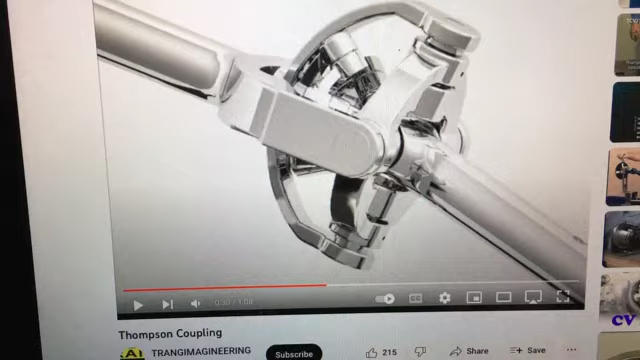 0:30 / 1:08
Thompson Coupling
AI TRANGIMAGINEERING
Subscribe
215
Share
Save
CV